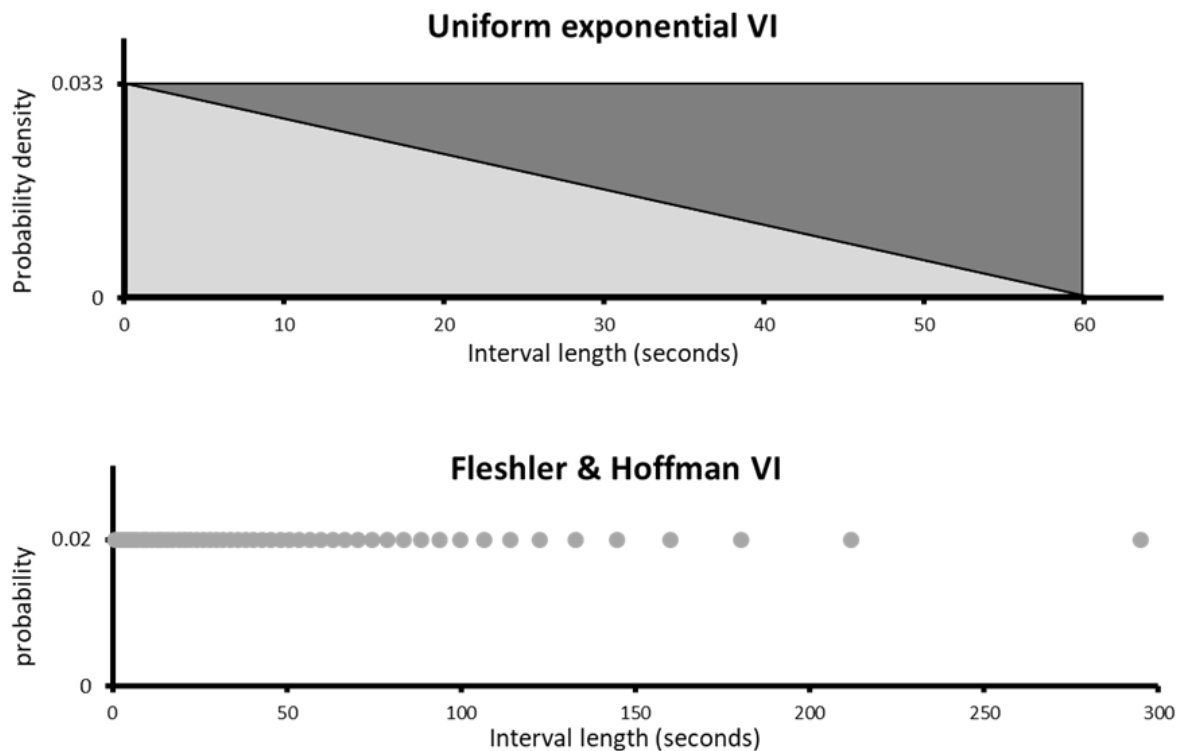 Uniform exponential VI
Probability density
0.033
0
0 10 20 30 40 50 60
Interval length (seconds)
Fleshler & Hoffman VI
probability
0.02
0
0 50 100 150 200 250 300
Interval length (seconds)